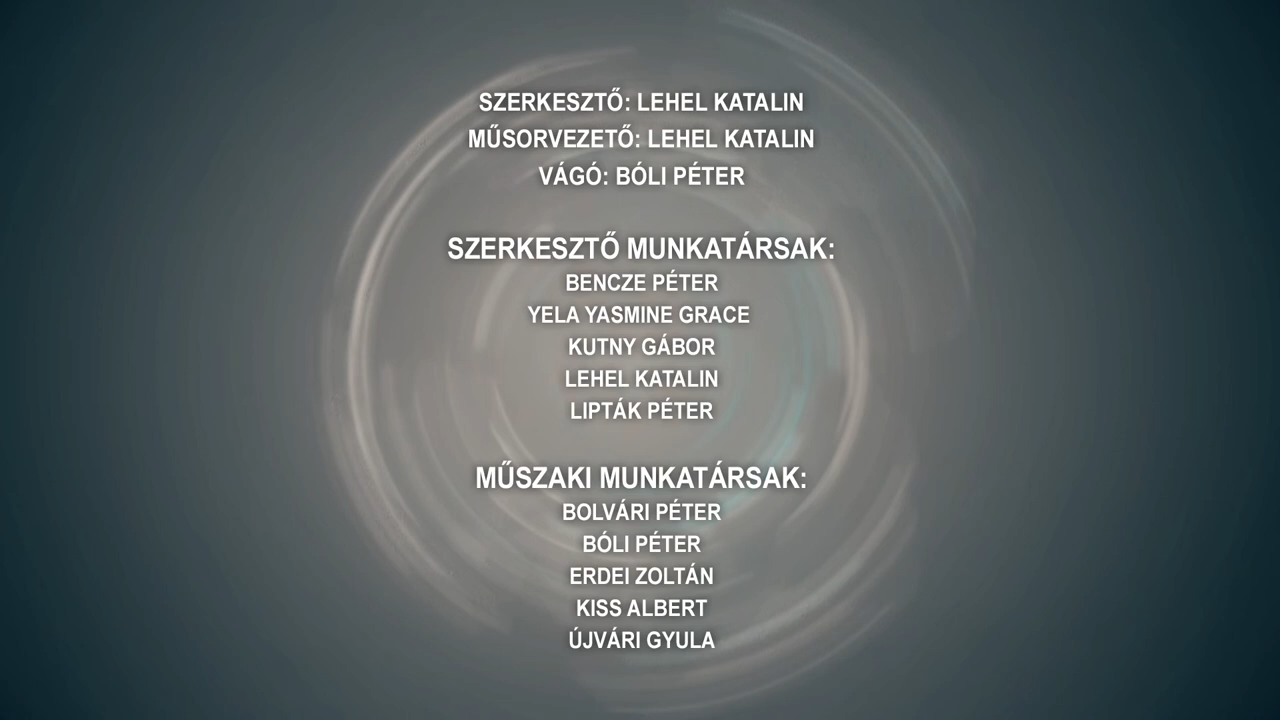 SZERKESZTŐ: LEHEL KATALIN
MŰSORVEZETŐ: LEHEL KATALIN
VÁGÓ: BÓLI PÉTER
SZERKESZTŐ MUNKATÁRSAK:
BENCZE PÉTER
YELA YASMINE GRACE
KUTNY GÁBOR
LEHEL KATALIN
LIPTÁK PÉTER
MŰSZAKI MUNKATÁRSAK:
BOLVÁRI PÉTER
BÓLI PÉTER
ERDEI ZOLTÁN
KISS ALBERT
ÚJVÁRI GYULA